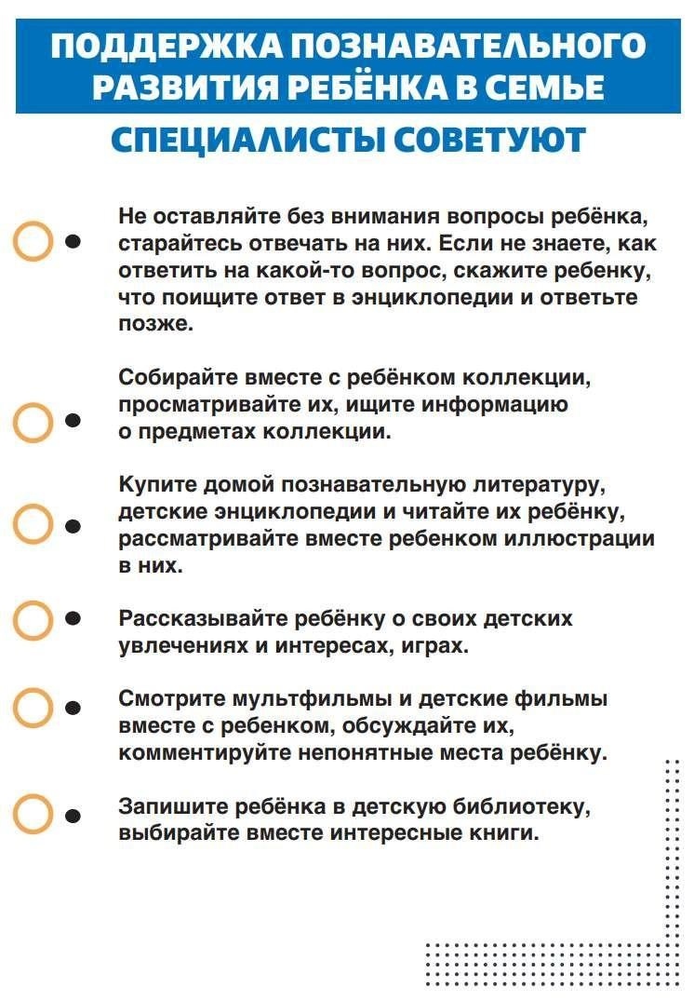 ПОДДЕРЖКА ПОЗНАВАТЕЛЬНОГО
РАЗВИТИЯ РЕБЁНКА В СЕМЬЕ
СПЕЦИАЛИСТЫ СОВЕТУЮТ
Не оставляйте без внимания вопросы ребёнка,
старайтесь отвечать на них. Если не знаете, как
ответить на какой-то вопрос, скажите ребенку,
что поищите ответ в энциклопедии и ответьте
позже.
Собирайте вместе с ребёнком коллекции,
просматривайте их, ищите информацию
о предметах коллекции.
Купите домой познавательную литературу,
детские энциклопедии и читайте их ребёнку,
рассматривайте вместе ребенком иллюстрации
в них.
Рассказывайте ребёнку о своих детских
увлечениях и интересах, играх.
Смотрите мультфильмы и детские фильмы
вместе с ребенком, обсуждайте их,
комментируйте непонятные места ребёнку.
Запишите ребёнка в детскую библиотеку,
выбирайте вместе интересные книги.